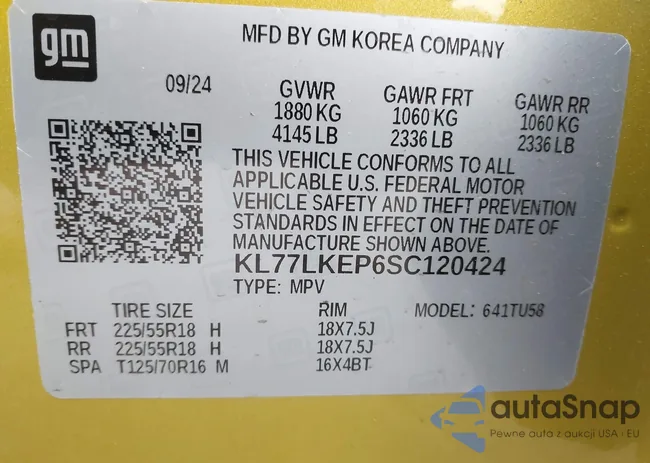 gm
MFD BY GM KOREA COMPANY
09/24
GVWR GAWR FRT GAWR RR
1880 KG 1060 KG 1060 KG
4145 LB 2336 LB 2336 LB
THIS VEHICLE CONFORMS TO ALL
APPLICABLE U.S. FEDERAL MOTOR
VEHICLE SAFETY AND THEFT PREVENTION
STANDARDS IN EFFECT ON THE DATE OF
MANUFACTURE SHOWN ABOVE.
KL77LKEP6SC120424
TYPE: MPV
TIRE SIZE RIM MODEL: 641TU58
FRT 225/55R18 H 18X7.5J
RR 225/55R18 H 18X7.5J
SPA T125/70R16 M 16X4BT
autaSnap
Pewne auta z aukcji USA i EU